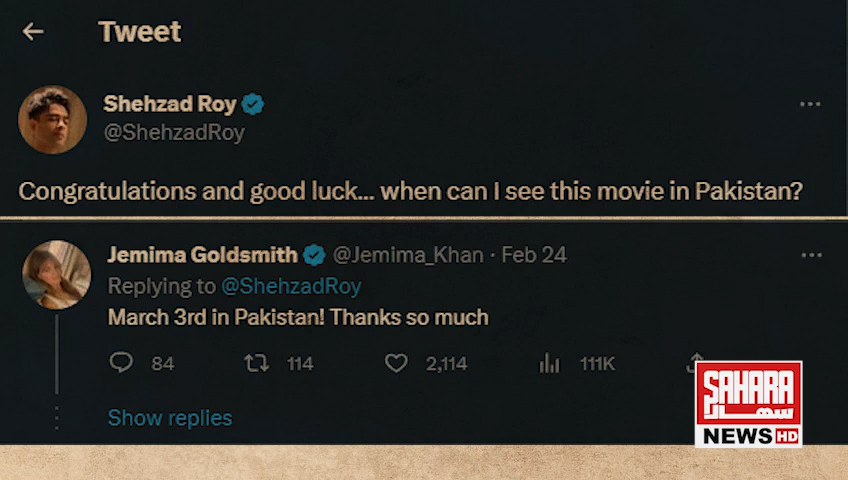 Tweet
Shehzad Roy
@ShehzadRoy
Congratulations and good luck... when can I see this movie in Pakistan?
Jemima Goldsmith @Jemima_Khan · Feb 24
Replying to @ShehzadRoy
March 3rd in Pakistan! Thanks so much
84 114 2,114 111K
Show replies
SAHARA
سہارا
NEWS HD